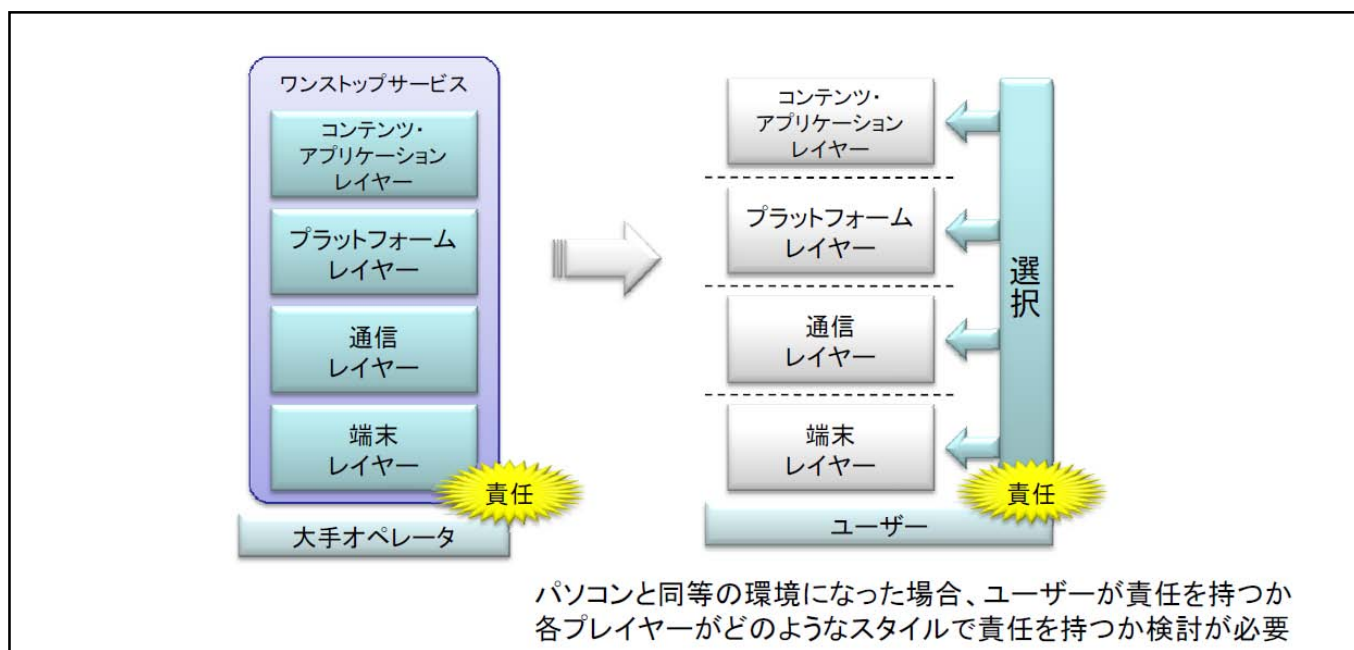 ワンストップサービス
コンテンツ・
アプリケーション
レイヤー
プラットフォーム
レイヤー
通信
レイヤー
端末
レイヤー
責任
大手オペレータ
コンテンツ・
アプリケーション
レイヤー
プラットフォーム
レイヤー
通信
レイヤー
端末
レイヤー
選択
責任
ユーザー
パソコンと同等の環境になった場合、ユーザーが責任を持つか
各プレイヤーがどのようなスタイルで責任を持つか検討が必要